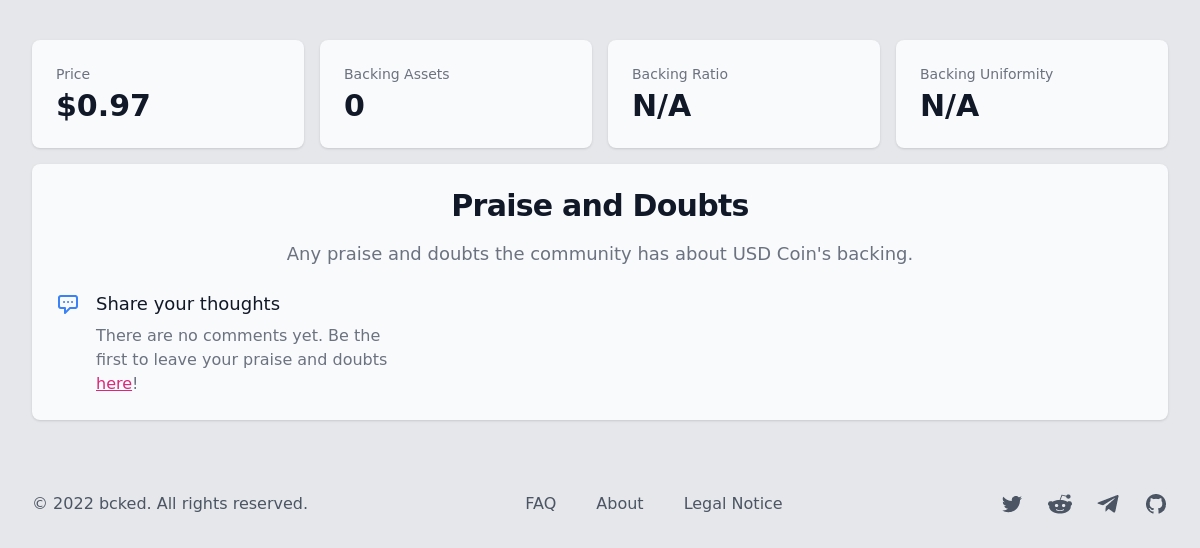 Price
$0.97
Backing Assets
0
Backing Ratio
N/A
Backing Uniformity
N/A
Praise and Doubts
Any praise and doubts the community has about USD Coin's backing.
Share your thoughts
There are no comments yet. Be the
first to leave your praise and doubts
here!
© 2022 bcked. All rights reserved.
FAQ
About
Legal Notice